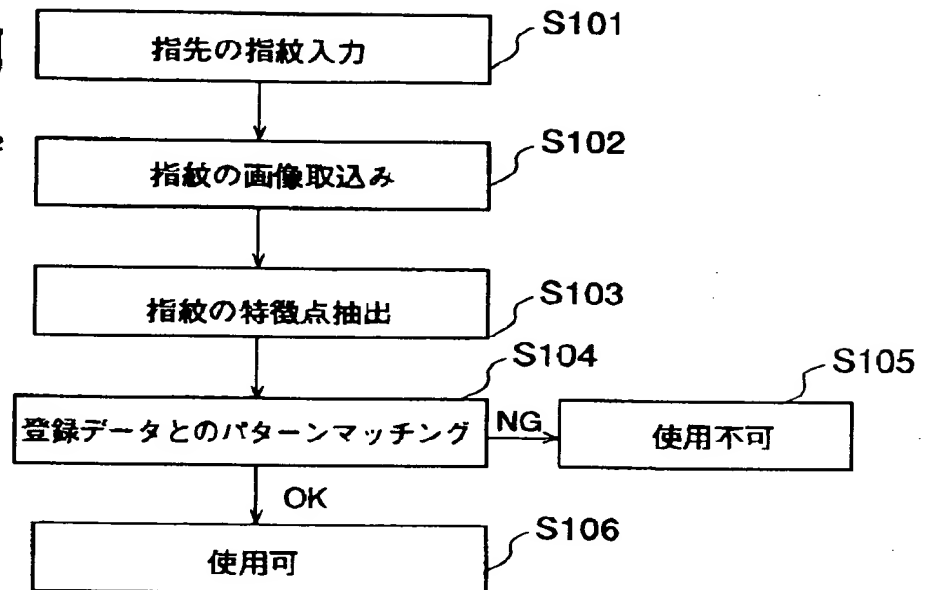 S101
指先の指紋入力
S102
指紋の画像取込み
S103
指紋の特徴点抽出
S104
登録データとのパターンマッチング
NG
S105
使用不可
OK
S106
使用可